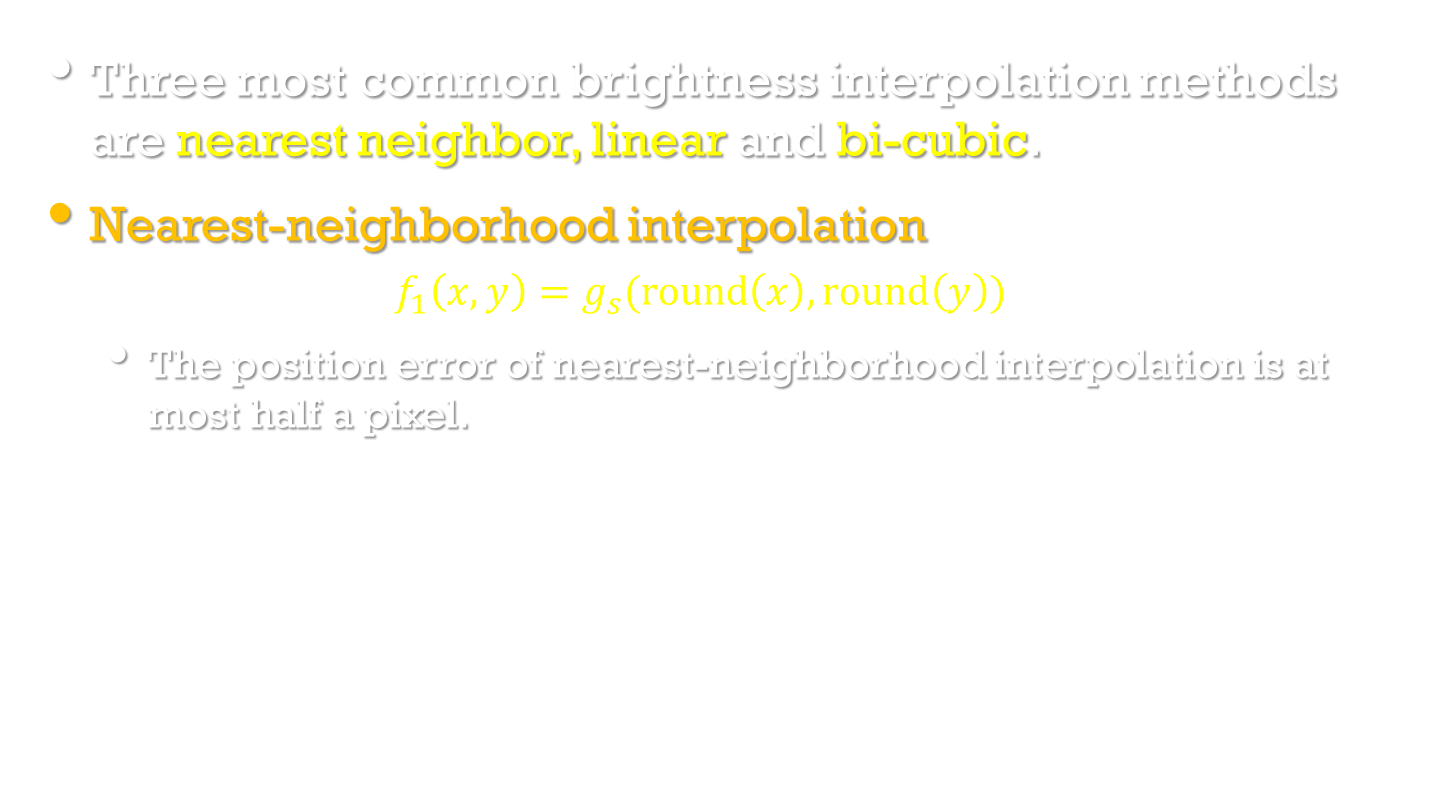 • Three most common brightness interpolation methods
are nearest neighbor, linear and bi-cubic.
• Nearest-neighborhood interpolation
𝑓₁(𝑥, 𝑦) = 𝑔ₛ(round(𝑥), round(𝑦))
• The position error of nearest-neighborhood interpolation is at
most half a pixel.